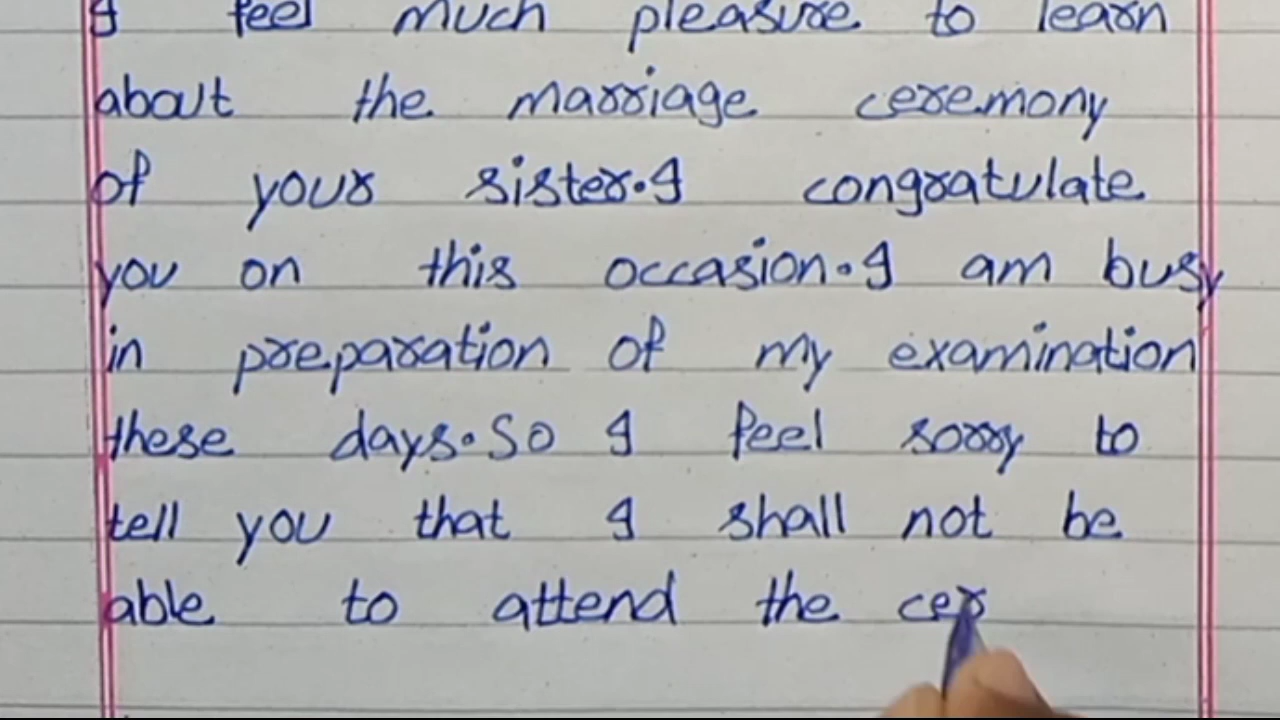 I feel much pleasure to learn
about the marriage ceremony
of your sister. I congratulate
you on this occasion. I am busy
in preparation of my examination
these days. So I feel sorry to
tell you that I shall not be
able to attend the cer